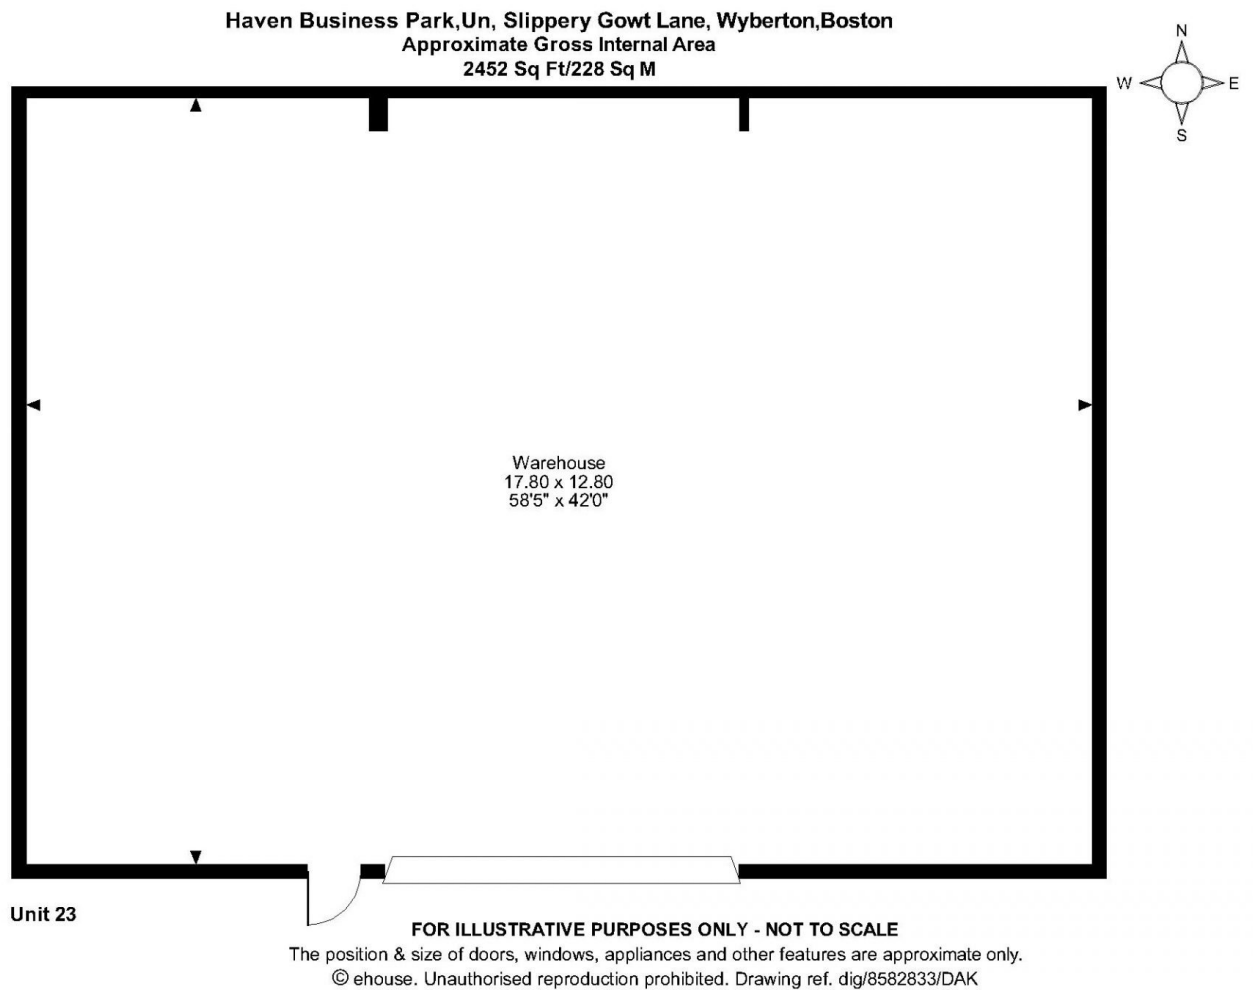 Haven Business Park,Un, Slippery Gowt Lane, Wyberton,Boston
Approximate Gross Internal Area
2452 Sq Ft/228 Sq M
N
W E
S
Warehouse
17.80 x 12.80
58'5" x 42'0"
Unit 23
FOR ILLUSTRATIVE PURPOSES ONLY - NOT TO SCALE
The position & size of doors, windows, appliances and other features are approximate only.
© ehouse. Unauthorised reproduction prohibited. Drawing ref. dig/8582833/DAK